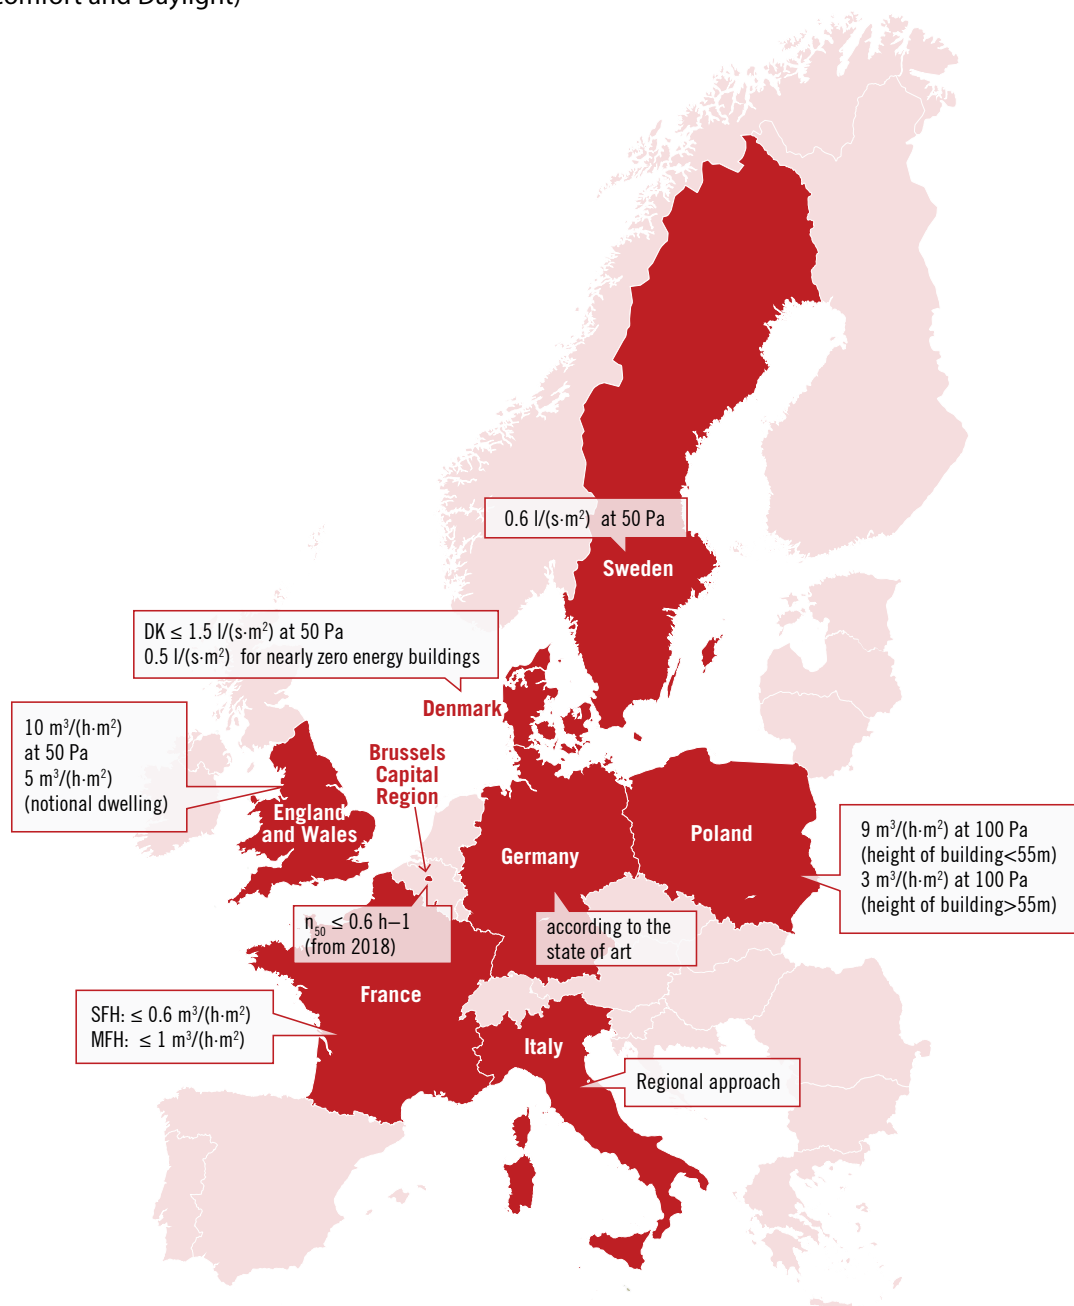 comfort and Daylight)
0.6 l/(s·m²) at 50 Pa
Sweden
DK ≤ 1.5 l/(s·m²) at 50 Pa
0.5 l/(s·m²) for nearly zero energy buildings
Denmark
10 m³/(h·m²)
at 50 Pa
5 m³/(h·m²)
(notional dwelling)
Brussels
Capital
Region
England
and Wales
Germany
Poland
9 m³/(h·m²) at 100 Pa
(height of building<55m)
3 m³/(h·m²) at 100 Pa
(height of building>55m)
n₅₀ ≤ 0.6 h–1
(from 2018)
according to the
state of art
France
SFH: ≤ 0.6 m³/(h·m²)
MFH: ≤ 1 m³/(h·m²)
Italy
Regional approach